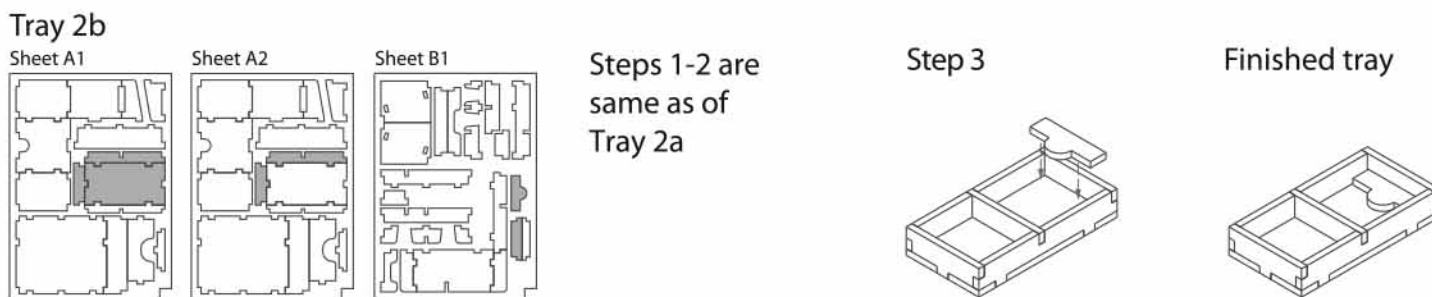 Tray 2b
Sheet A1
Sheet A2
Sheet B1
Steps 1-2 are
same as of
Tray 2a
Step 3
Finished tray